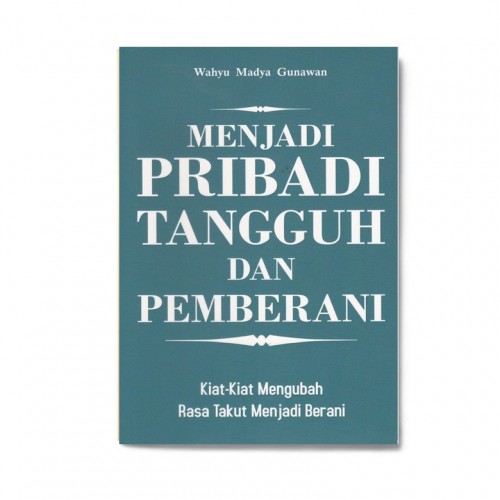 Wahyu Madya Gunawan
MENJADI
PRIBADI
TANGGUH
DAN
PEMBERANI
Kiat-Kiat Mengubah
Rasa Takut Menjadi Berani